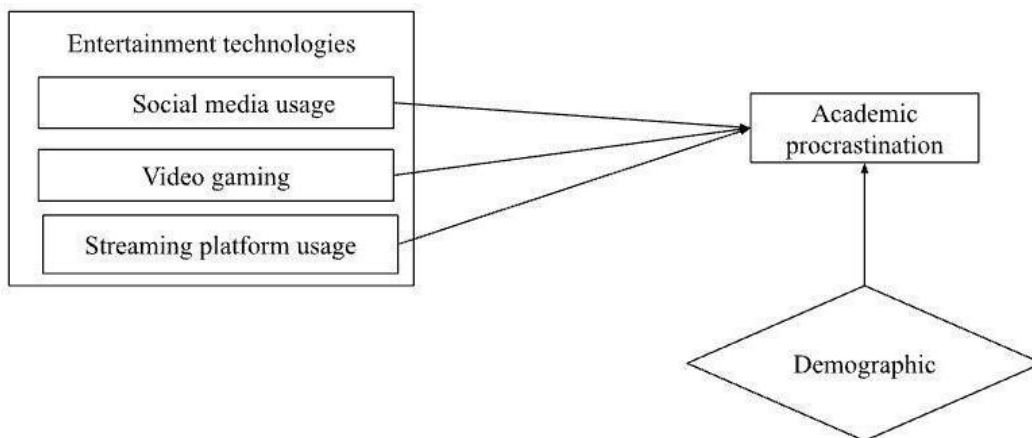 Entertainment technologies
Social media usage
Video gaming
Streaming platform usage
Academic
procrastination
Demographic